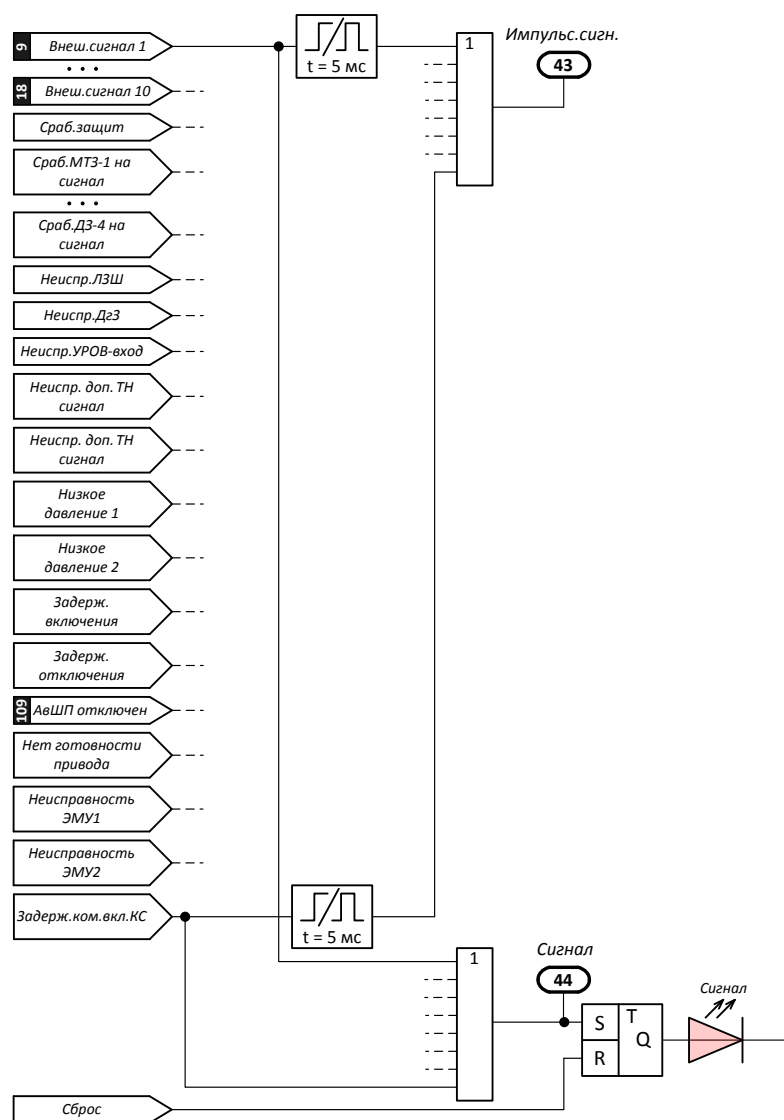 9 Внеш.сигнал 1
t = 5 мс
1
Импульс.сигн.
43
• • •
18 Внеш.сигнал 10
Сраб.защит
Сраб.МТЗ-1 на
сигнал
• • •
Сраб.ДЗ-4 на
сигнал
Неиспр.ЛЗШ
Неиспр.ДгЗ
Неиспр.УРОВ-вход
Неиспр. доп. ТН
сигнал
Неиспр. доп. ТН
сигнал
Низкое
давление 1
Низкое
давление 2
Задерж.
включения
Задерж.
отключения
109 АвШП отключен
Нет готовности
привода
Неисправность
ЭМУ1
Неисправность
ЭМУ2
Задерж.ком.вкл.КС
t = 5 мс
1
Сигнал
44
S T
Q
R
Сигнал
Сброс